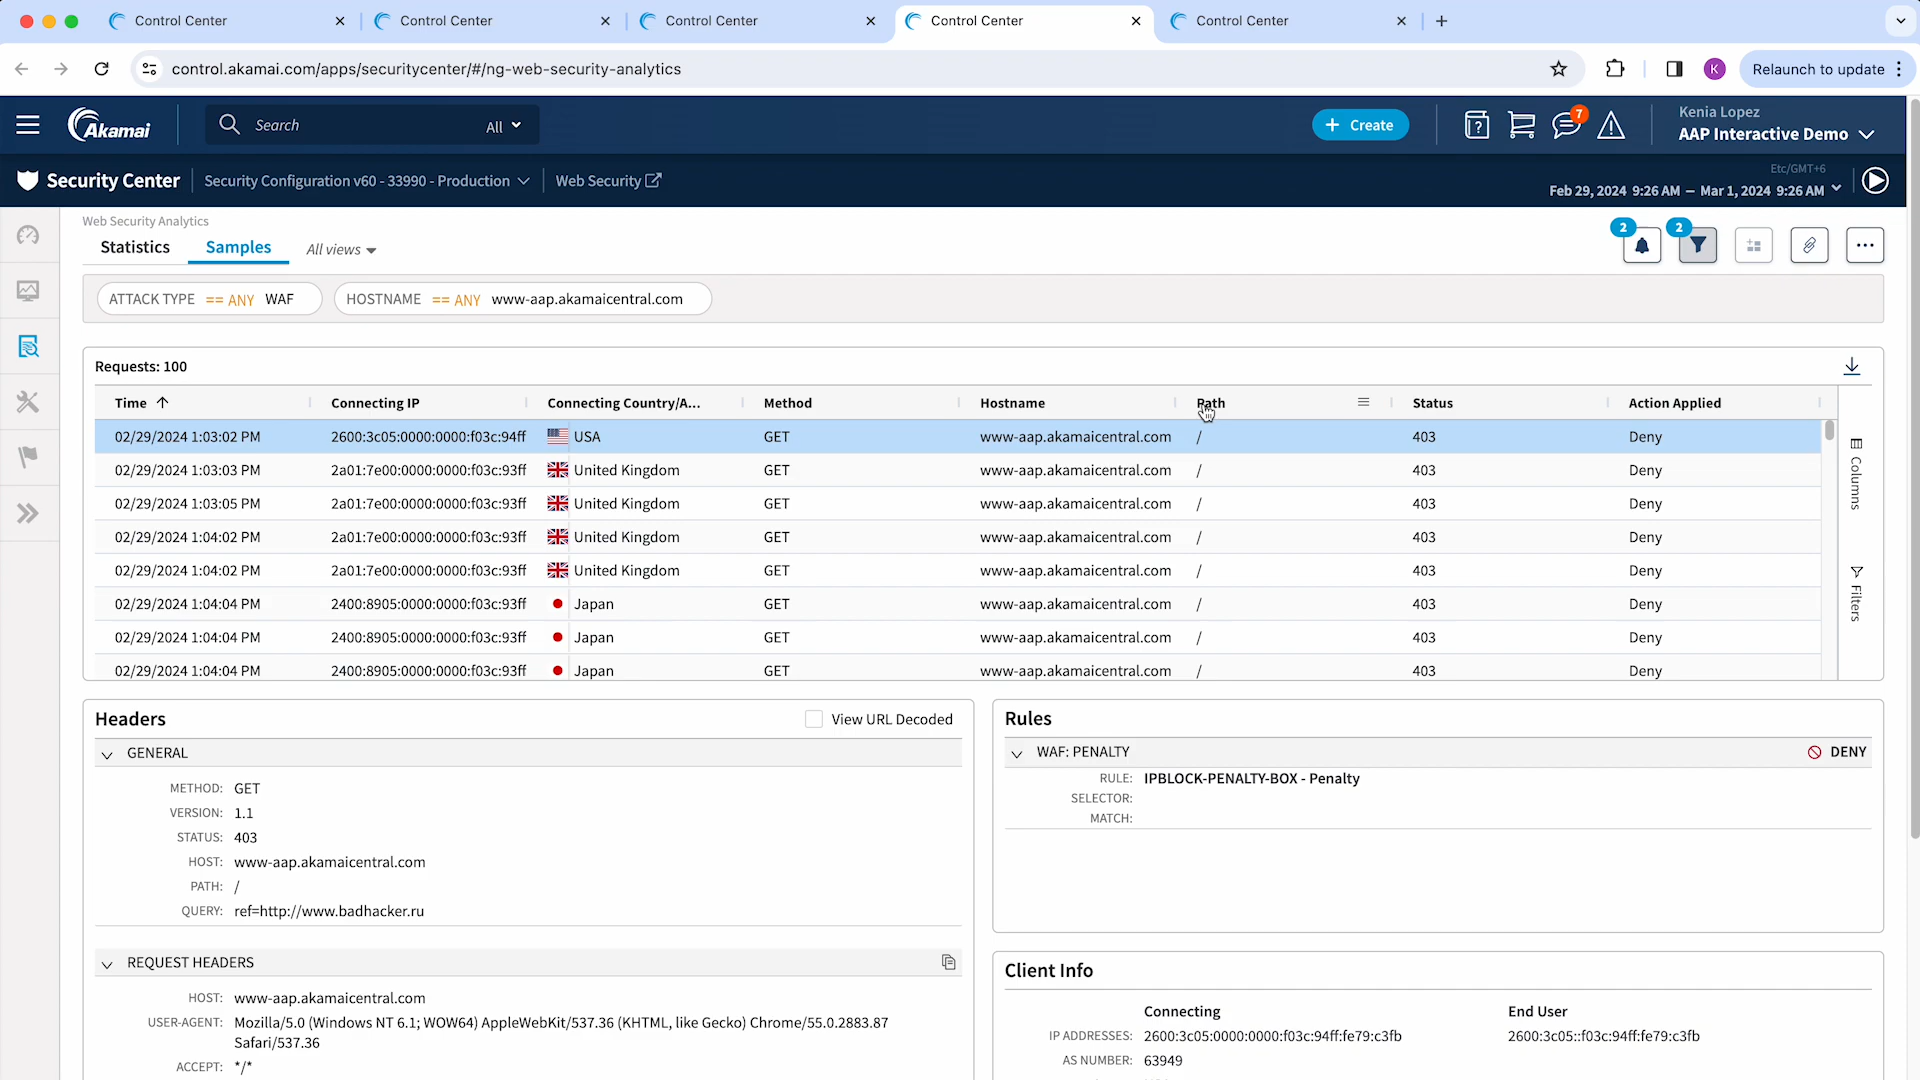 Control Center
Control Center
Control Center
Control Center
Control Center
control.akamai.com/apps/securitycenter/#/ng-web-security-analytics
K
Relaunch to update
Akamai
Search
All
+ Create
7
Kenia Lopez
AAP Interactive Demo
Security Center
Security Configuration v60 - 33990 - Production
Web Security
Etc/GMT+6
Feb 29, 2024 9:26 AM — Mar 1, 2024 9:26 AM
Web Security Analytics
Statistics
Samples
All views
2
2
ATTACK TYPE == ANY WAF
HOSTNAME == ANY www-aap.akamaicentral.com
Requests: 100
Time Connecting IP Connecting Country/A... Method Hostname Path Status Action Applied
02/29/2024 1:03:02 PM 2600:3c05:0000:0000:f03c:94ff USA GET www-aap.akamaicentral.com / 403 Deny
02/29/2024 1:03:03 PM 2a01:7e00:0000:0000:f03c:93ff United Kingdom GET www-aap.akamaicentral.com / 403 Deny
02/29/2024 1:03:05 PM 2a01:7e00:0000:0000:f03c:93ff United Kingdom GET www-aap.akamaicentral.com / 403 Deny
02/29/2024 1:04:02 PM 2a01:7e00:0000:0000:f03c:93ff United Kingdom GET www-aap.akamaicentral.com / 403 Deny
02/29/2024 1:04:02 PM 2a01:7e00:0000:0000:f03c:93ff United Kingdom GET www-aap.akamaicentral.com / 403 Deny
02/29/2024 1:04:04 PM 2400:8905:0000:0000:f03c:93ff Japan GET www-aap.akamaicentral.com / 403 Deny
02/29/2024 1:04:04 PM 2400:8905:0000:0000:f03c:93ff Japan GET www-aap.akamaicentral.com / 403 Deny
02/29/2024 1:04:04 PM 2400:8905:0000:0000:f03c:93ff Japan GET www-aap.akamaicentral.com / 403 Deny
Columns
Filters
Headers
View URL Decoded
GENERAL
METHOD: GET
VERSION: 1.1
STATUS: 403
HOST: www-aap.akamaicentral.com
PATH: /
QUERY: ref=http://www.badhacker.ru
REQUEST HEADERS
HOST: www-aap.akamaicentral.com
USER-AGENT: Mozilla/5.0 (Windows NT 6.1; WOW64) AppleWebKit/537.36 (KHTML, like Gecko) Chrome/55.0.2883.87
Safari/537.36
ACCEPT: */*
Rules
WAF: PENALTY
DENY
RULE: IPBLOCK-PENALTY-BOX - Penalty
SELECTOR:
MATCH:
Client Info
Connecting End User
IP ADDRESSES: 2600:3c05:0000:0000:f03c:94ff:fe79:c3fb 2600:3c05::f03c:94ff:fe79:c3fb
AS NUMBER: 63949